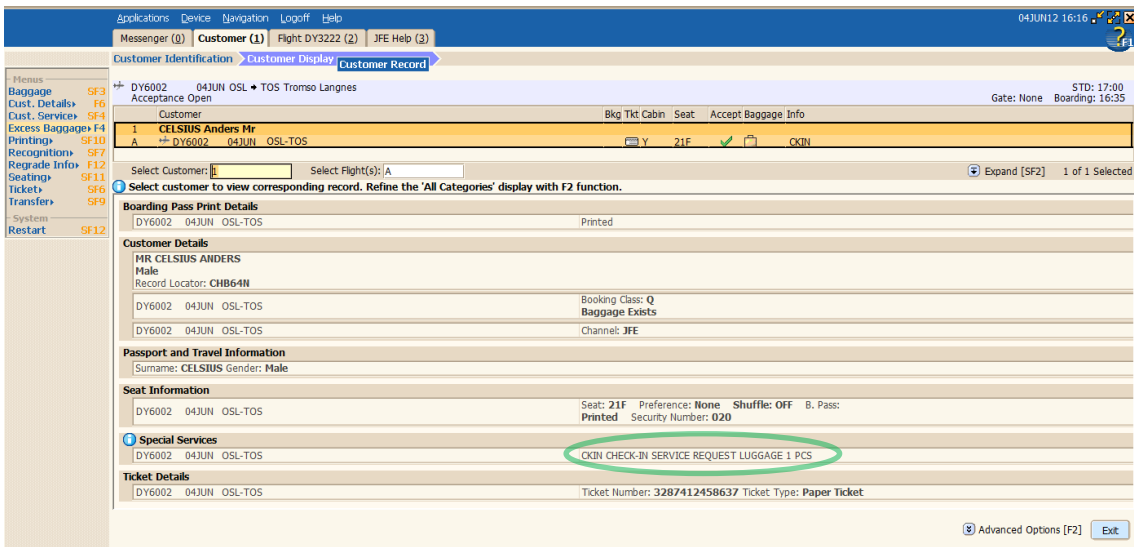 Applications Device Navigation Logoff Help 04JUN12 16:16
Messenger (0) Customer (1) Flight DY3222 (2) JFE Help (3)
?F1
Customer Identification Customer Display Customer Record
Menus
Baggage SF3
Cust. Details F6
Cust. Service SF4
Excess Baggage F4
Printing SF10
Recognition SF7
Regrade Info F12
Seating SF11
Ticket SF6
Transfer SF9
System
Restart SF12
DY6002 04JUN OSL TOS Tromso Langnes STD: 17:00
Acceptance Open Gate: None Boarding: 16:35
Customer Bkg Tkt Cabin Seat Accept Baggage Info
1 CELSIUS Anders Mr
A DY6002 04JUN OSL-TOS Y 21F CKIN
Select Customer: 1 Select Flight(s): A Expand [SF2] 1 of 1 Selected
Select customer to view corresponding record. Refine the 'All Categories' display with F2 function.
Boarding Pass Print Details
DY6002 04JUN OSL-TOS Printed
Customer Details
MR CELSIUS ANDERS
Male
Record Locator: CHB64N
DY6002 04JUN OSL-TOS Booking Class: Q
Baggage Exists
DY6002 04JUN OSL-TOS Channel: JFE
Passport and Travel Information
Surname: CELSIUS Gender: Male
Seat Information
DY6002 04JUN OSL-TOS Seat: 21F Preference: None Shuffle: OFF B. Pass:
Printed Security Number: 020
Special Services
DY6002 04JUN OSL-TOS CKIN CHECK-IN SERVICE REQUEST LUGGAGE 1 PCS
Ticket Details
DY6002 04JUN OSL-TOS Ticket Number: 3287412458637 Ticket Type: Paper Ticket
Advanced Options [F2] Exit